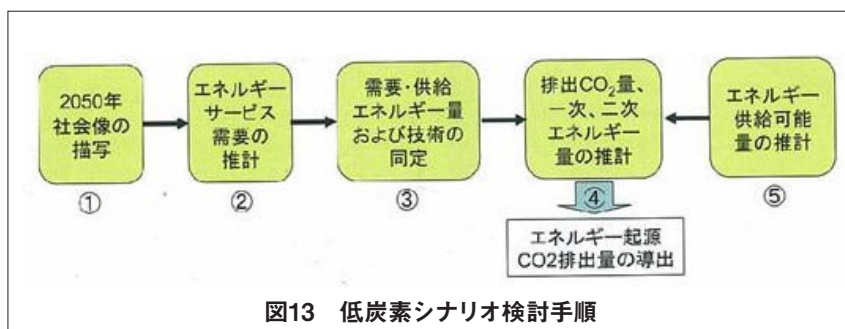 2050年
社会像の
描写
①
エネルギー
サービス
需要の
推計
②
需要・供給
エネルギー量
および技術の
同定
③
排出CO₂量、
一次、二次
エネルギー
量の推計
④
エネルギー
供給可能
量の推計
⑤
エネルギー起源
CO2排出量の導出
図13 低炭素シナリオ検討手順